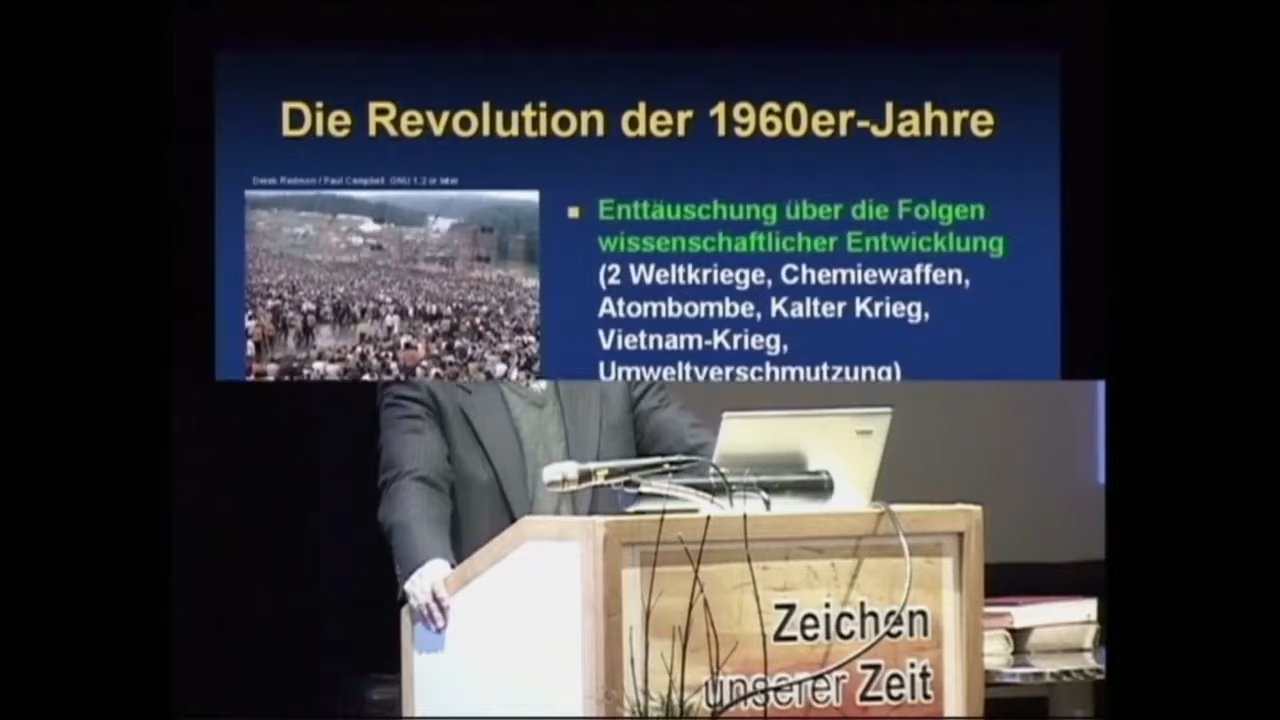 Die Revolution der 1960er-Jahre
Derek Redmon / Paul Campbell. GNU 1.2 or later
Enttäuschung über die Folgen
wissenschaftlicher Entwicklung
(2 Weltkriege, Chemiewaffen,
Atombombe, Kalter Krieg,
Vietnam-Krieg,
Umweltverschmutzung)
Zeichen
unserer Zeit